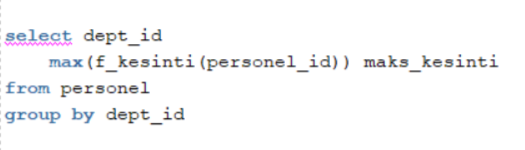 select dept_id
max(f_kesinti(personel_id)) maks_kesinti
from personel
group by dept_id